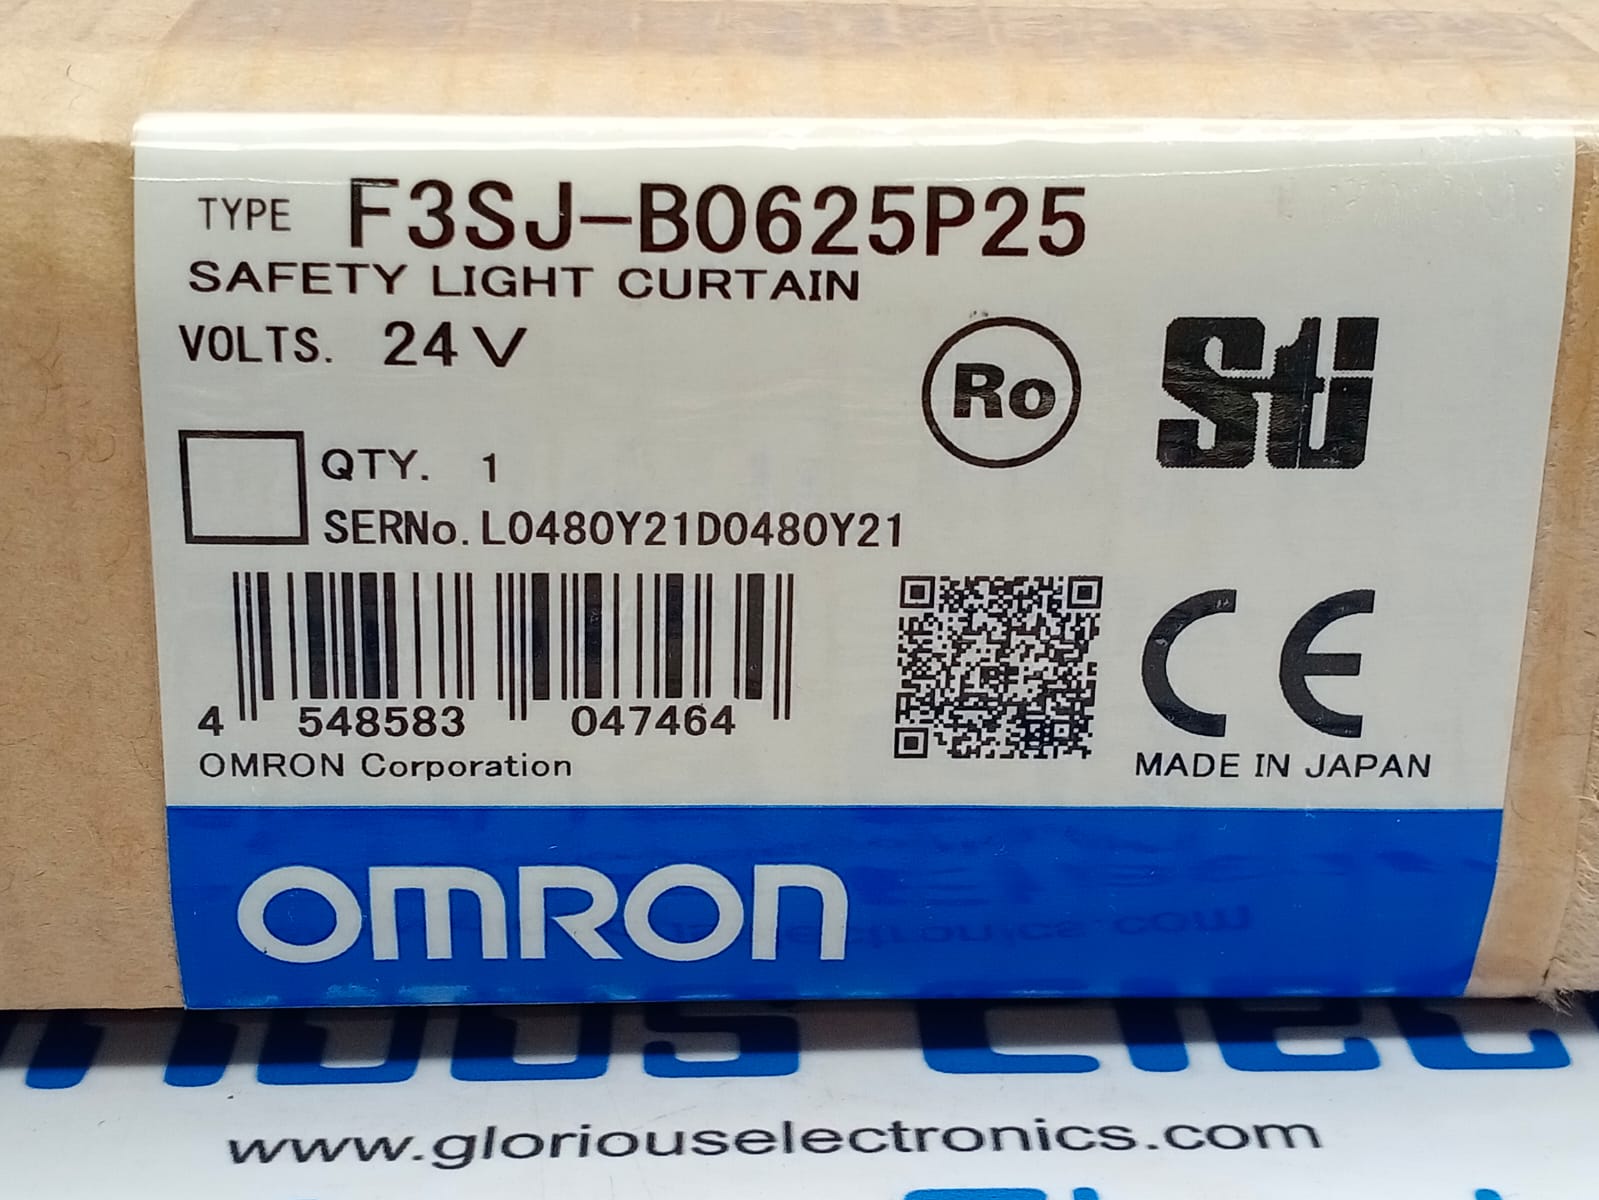 TYPE F3SJ-B0625P25
SAFETY LIGHT CURTAIN
VOLTS. 24V
Ro
Sti
QTY. 1
SERNo. L0480Y21D0480Y21
4 548583 047464
CE
OMRON Corporation
MADE IN JAPAN
OMRON
www.gloriouselectronics.com